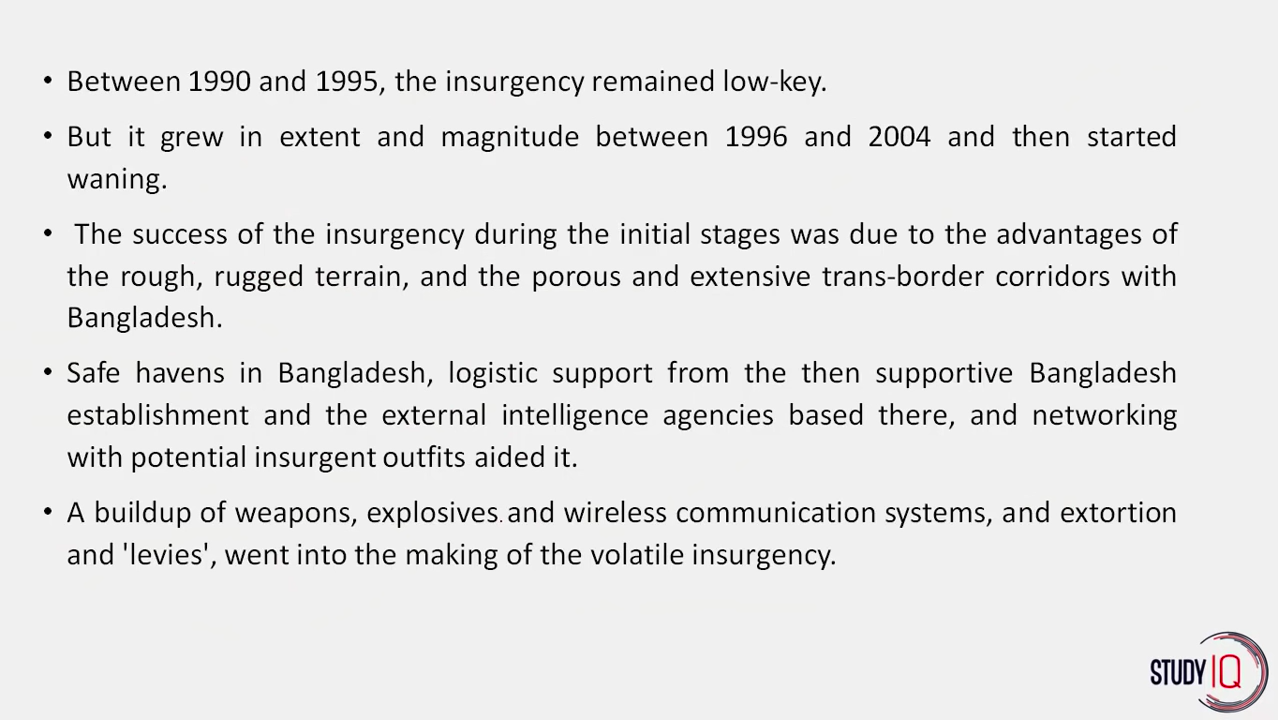 • Between 1990 and 1995, the insurgency remained low-key.
• But it grew in extent and magnitude between 1996 and 2004 and then started
waning.
• The success of the insurgency during the initial stages was due to the advantages of
the rough, rugged terrain, and the porous and extensive trans-border corridors with
Bangladesh.
• Safe havens in Bangladesh, logistic support from the then supportive Bangladesh
establishment and the external intelligence agencies based there, and networking
with potential insurgent outfits aided it.
• A buildup of weapons, explosives.and wireless communication systems, and extortion
and 'levies', went into the making of the volatile insurgency.
STUDY IQ